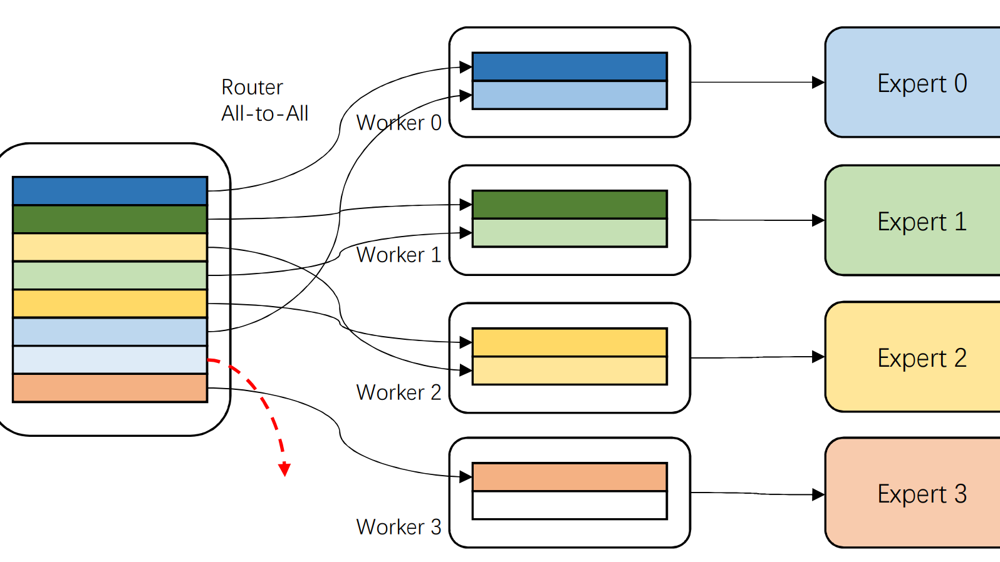 Router
All-to-All
Worker 0
Expert 0
Worker 1
Expert 1
Worker 2
Expert 2
Worker 3
Expert 3